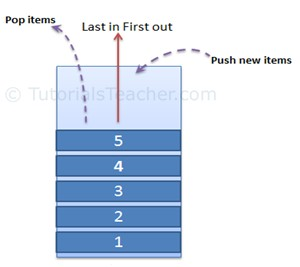 Pop items
Last in First out
Push new items
© TutorialsTeacher.com
5
4
3
2
1